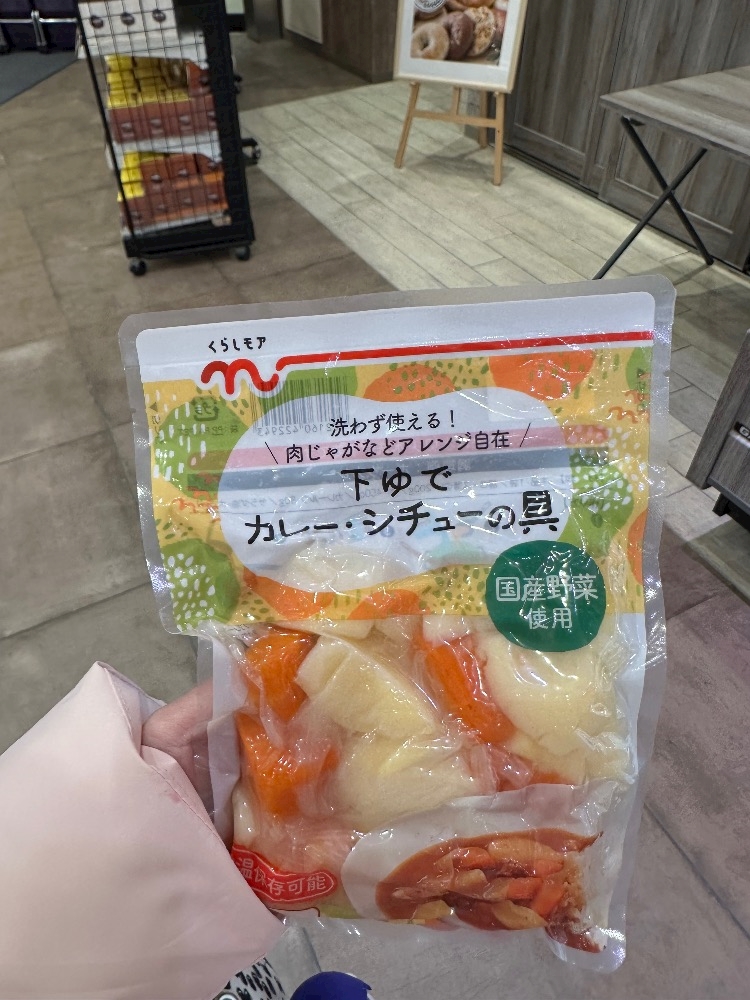 くらしモア
洗わず使える！
\ 肉じゃがなどアレンジ自在 /
下ゆで
カレー・シチューの具
国産野菜
使用
温保存可能